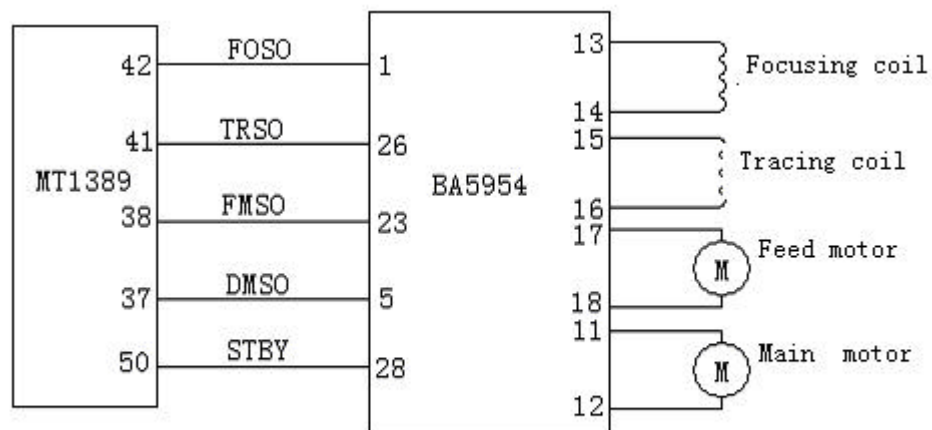 MT1389
42
FOSO
1
41
TRSO
26
38
FMSO
23
37
DMSO
5
50
STBY
28
BA5954
13
14
Focusing coil
15
16
Tracing coil
17
18
M
Feed motor
11
12
M
Main motor